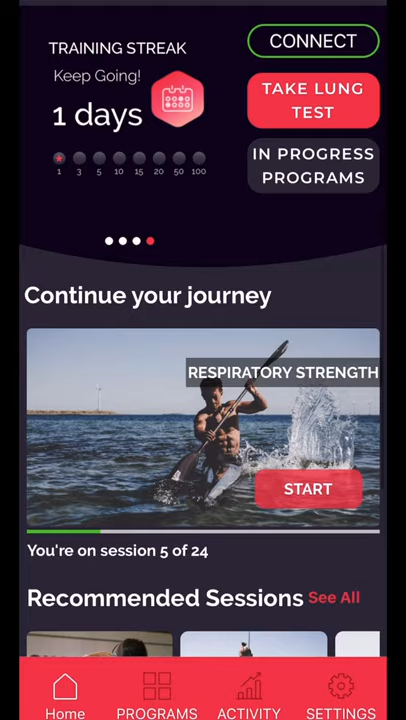 TRAINING STREAK
Keep Going!
1 days
1 3 5 10 15 20 50 100
CONNECT
TAKE LUNG
TEST
IN PROGRESS
PROGRAMS
Continue your journey
RESPIRATORY STRENGTH
START
You're on session 5 of 24
Recommended Sessions See All
Home PROGRAMS ACTIVITY SETTINGS